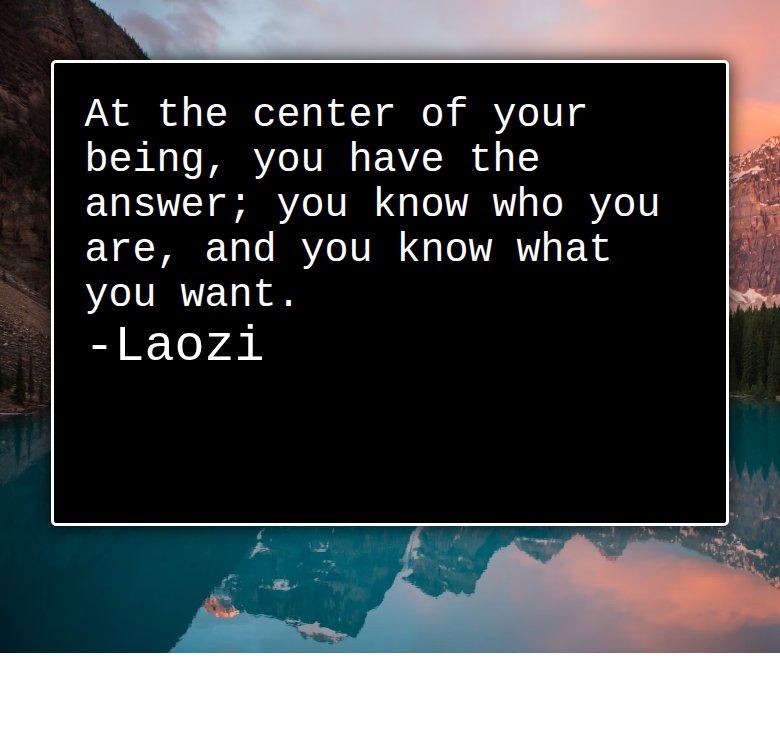 At the center of your
being, you have the
answer; you know who you
are, and you know what
you want.
-Laozi